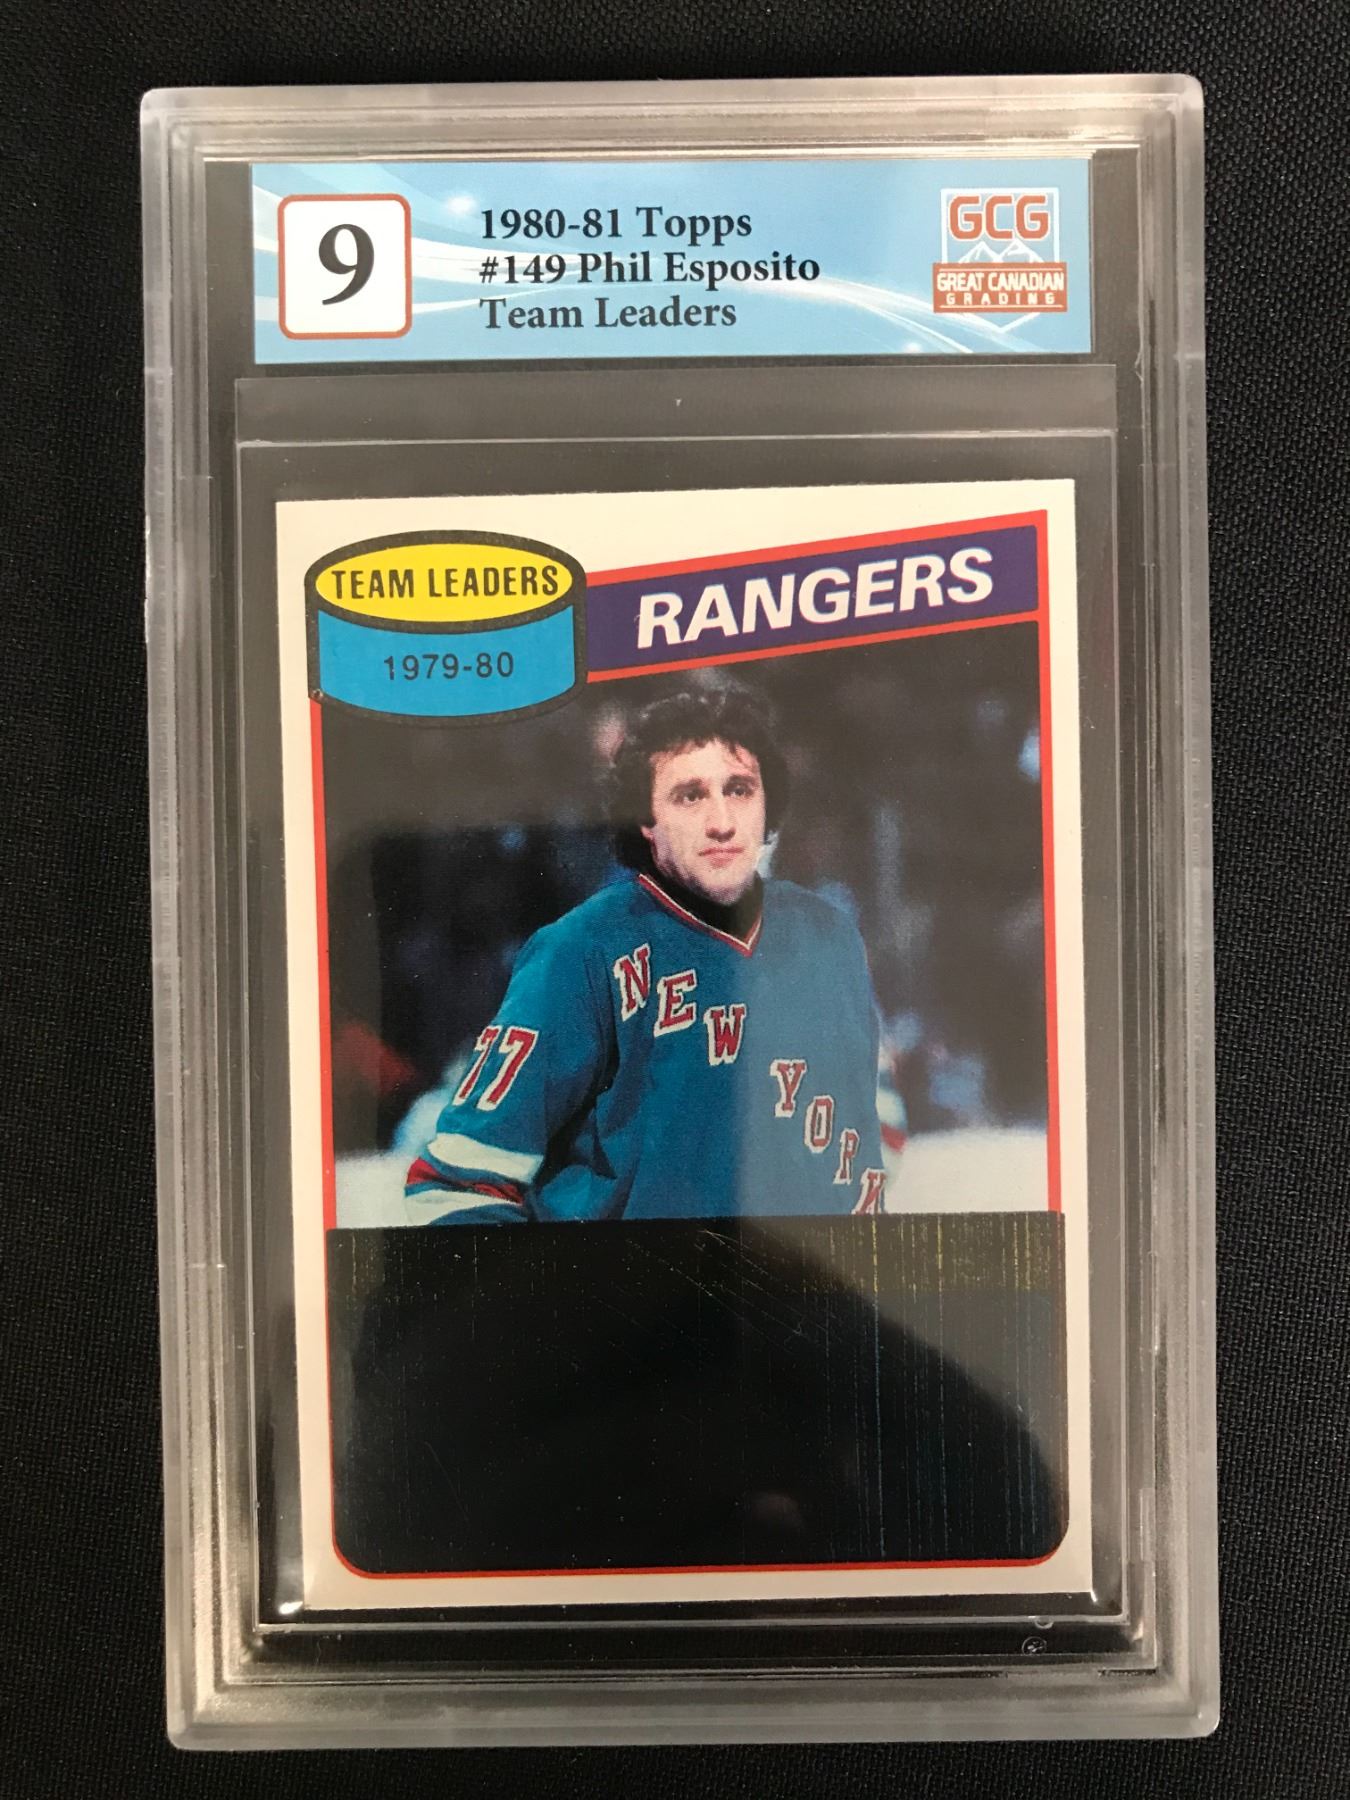 9
1980-81 Topps
#149 Phil Esposito
Team Leaders
GCG
GREAT CANADIAN
GRADING
TEAM LEADERS
1979-80
RANGERS
NEW YORK
77